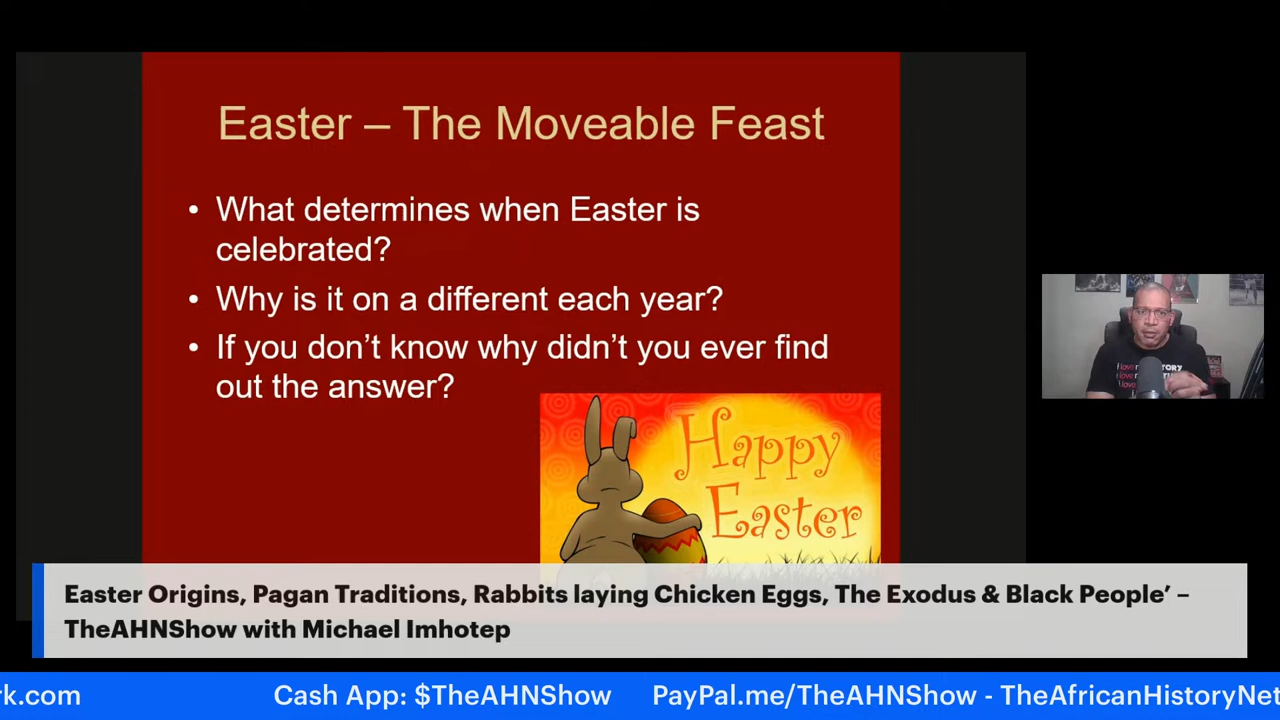 Easter – The Moveable Feast
• What determines when Easter is
celebrated?
• Why is it on a different each year?
• If you don't know why didn't you ever find
out the answer?
Happy
Easter
Easter Origins, Pagan Traditions, Rabbits laying Chicken Eggs, The Exodus & Black People' –
TheAHNShow with Michael Imhotep
rk.com Cash App: $TheAHNShow PayPal.me/TheAHNShow - TheAfricanHistoryNet